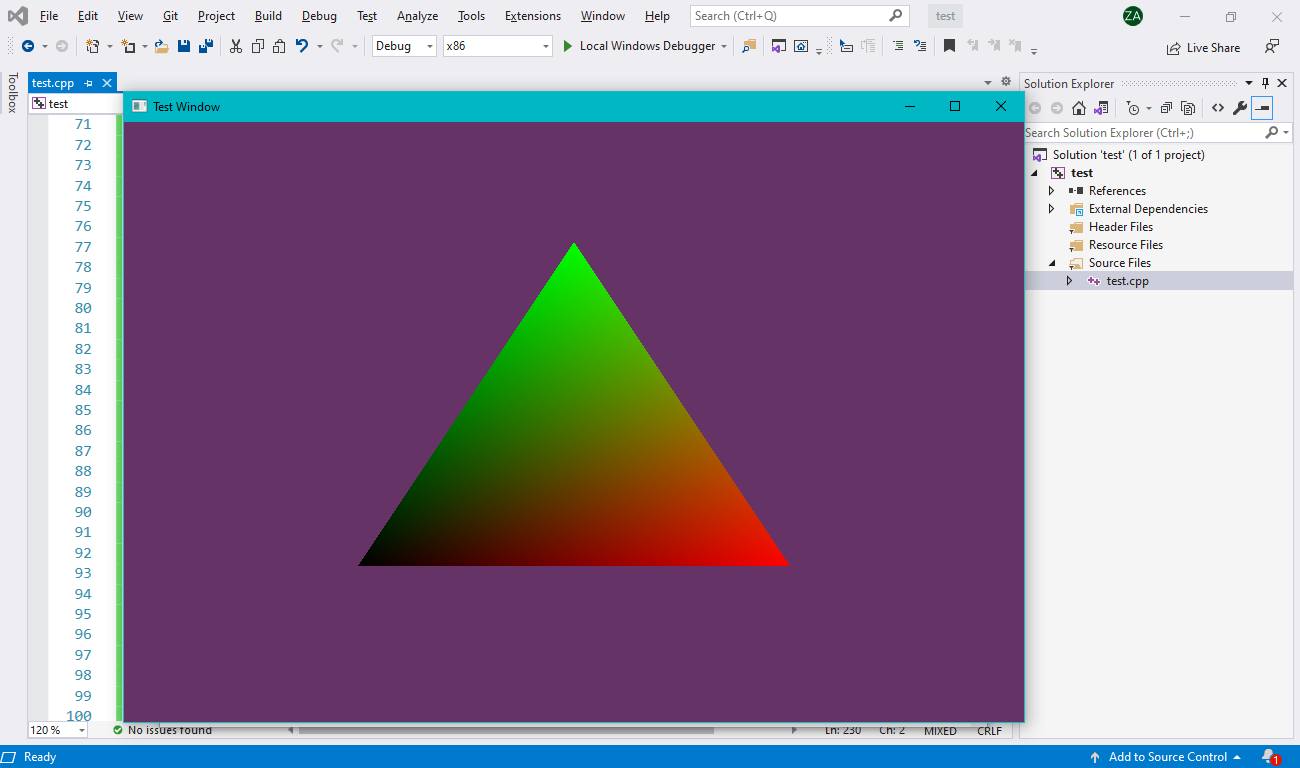 File Edit View Git Project Build Debug Test Analyze Tools Extensions Window Help Search (Ctrl+Q) test ZA
Debug x86 Local Windows Debugger Live Share
Toolbox
test.cpp
Solution Explorer
test
Test Window
Search Solution Explorer (Ctrl+;)
Solution 'test' (1 of 1 project)
test
References
External Dependencies
Header Files
Resource Files
Source Files
test.cpp
71
72
73
74
75
76
77
78
79
80
81
82
83
84
85
86
87
88
89
90
91
92
93
94
95
96
97
98
99
100
120 % No issues found Ln: 230 Ch: 2 MIXED CRLF
Ready Add to Source Control 1